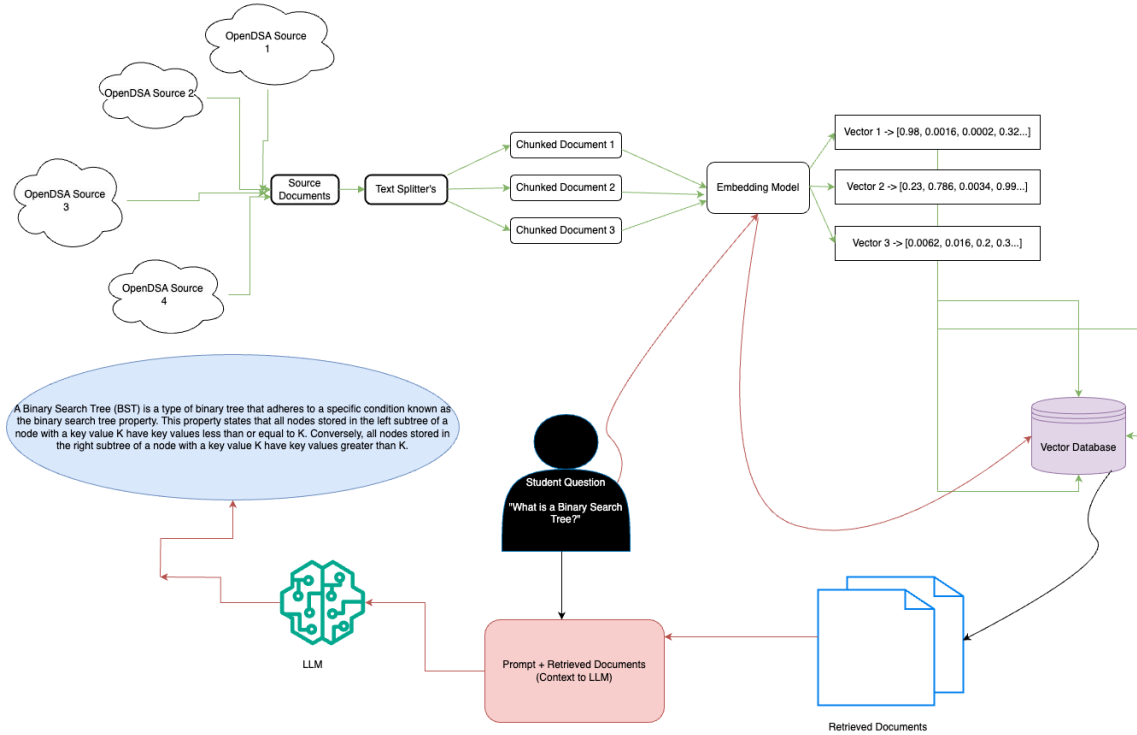 OpenDSA Source
1
OpenDSA Source 2
OpenDSA Source
3
OpenDSA Source
4
Source
Documents
Text Splitter's
Chunked Document 1
Chunked Document 2
Chunked Document 3
Embedding Model
Vector 1 -> [0.98, 0.0016, 0.0002, 0.32...]
Vector 2 -> [0.23, 0.786, 0.0034, 0.99...]
Vector 3 -> [0.0062, 0.016, 0.2, 0.3...]
Vector Database
A Binary Search Tree (BST) is a type of binary tree that adheres to a specific condition known as
the binary search tree property. This property states that all nodes stored in the left subtree of a
node with a key value K have key values less than or equal to K. Conversely, all nodes stored in
the right subtree of a node with a key value K have key values greater than K.
Student Question
"What is a Binary Search
Tree?"
LLM
Prompt + Retrieved Documents
(Context to LLM)
Retrieved Documents